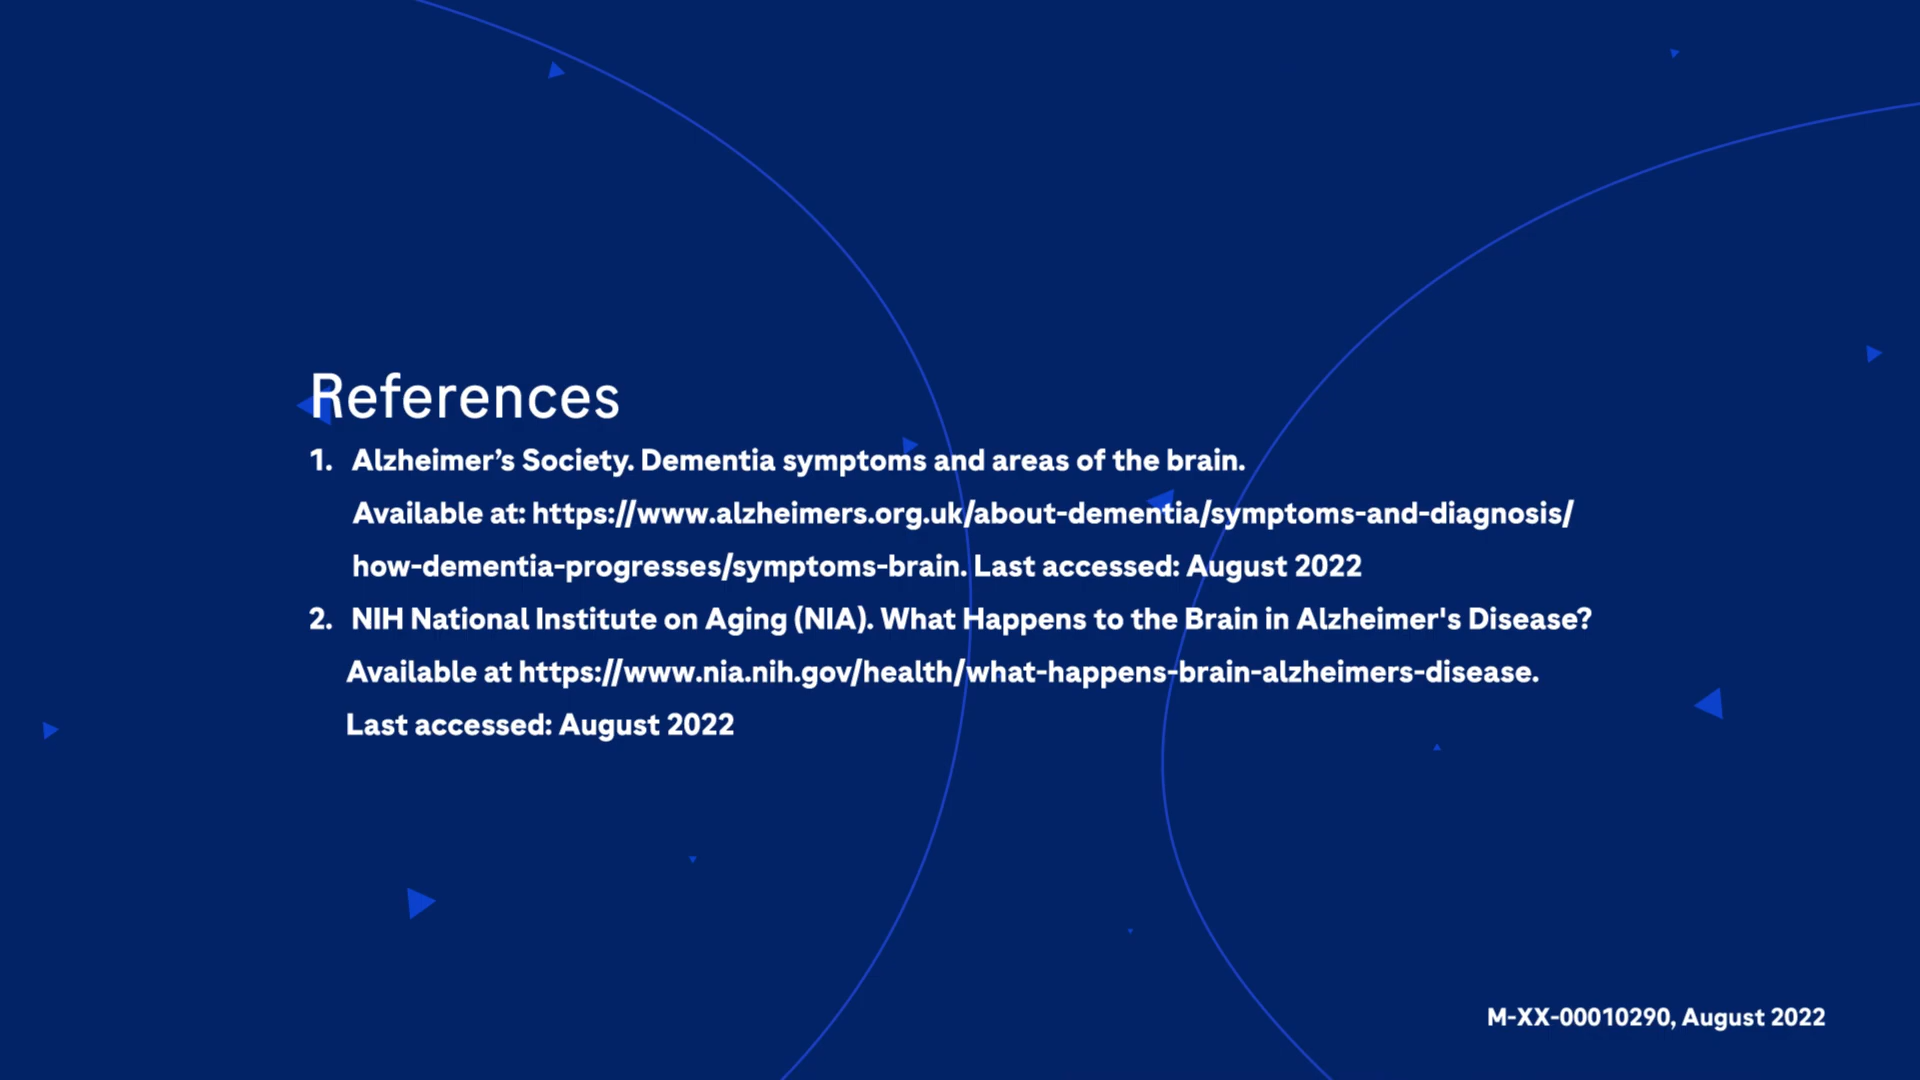 References
1. Alzheimer’s Society. Dementia symptoms and areas of the brain.
Available at: https://www.alzheimers.org.uk/about-dementia/symptoms-and-diagnosis/
how-dementia-progresses/symptoms-brain. Last accessed: August 2022
2. NIH National Institute on Aging (NIA). What Happens to the Brain in Alzheimer's Disease?
Available at https://www.nia.nih.gov/health/what-happens-brain-alzheimers-disease.
Last accessed: August 2022
M-XX-00010290, August 2022